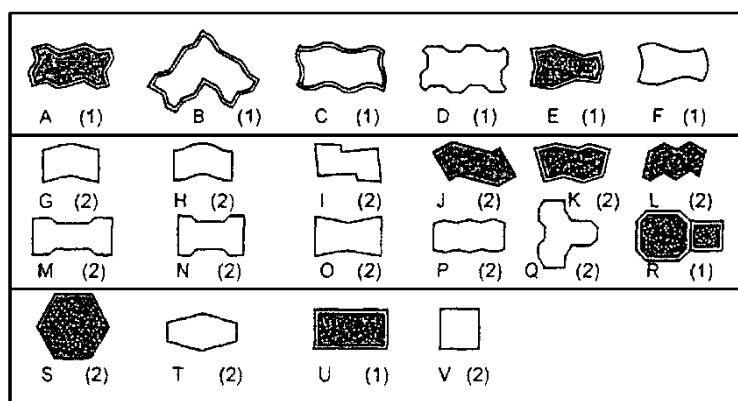 A (1) B (1) C (1) D (1) E (1) F (1)
G (2) H (2) I (2) J (2) K (2) L (2)
M (2) N (2) O (2) P (2) Q (2) R (1)
S (2) T (2) U (1) V (2)